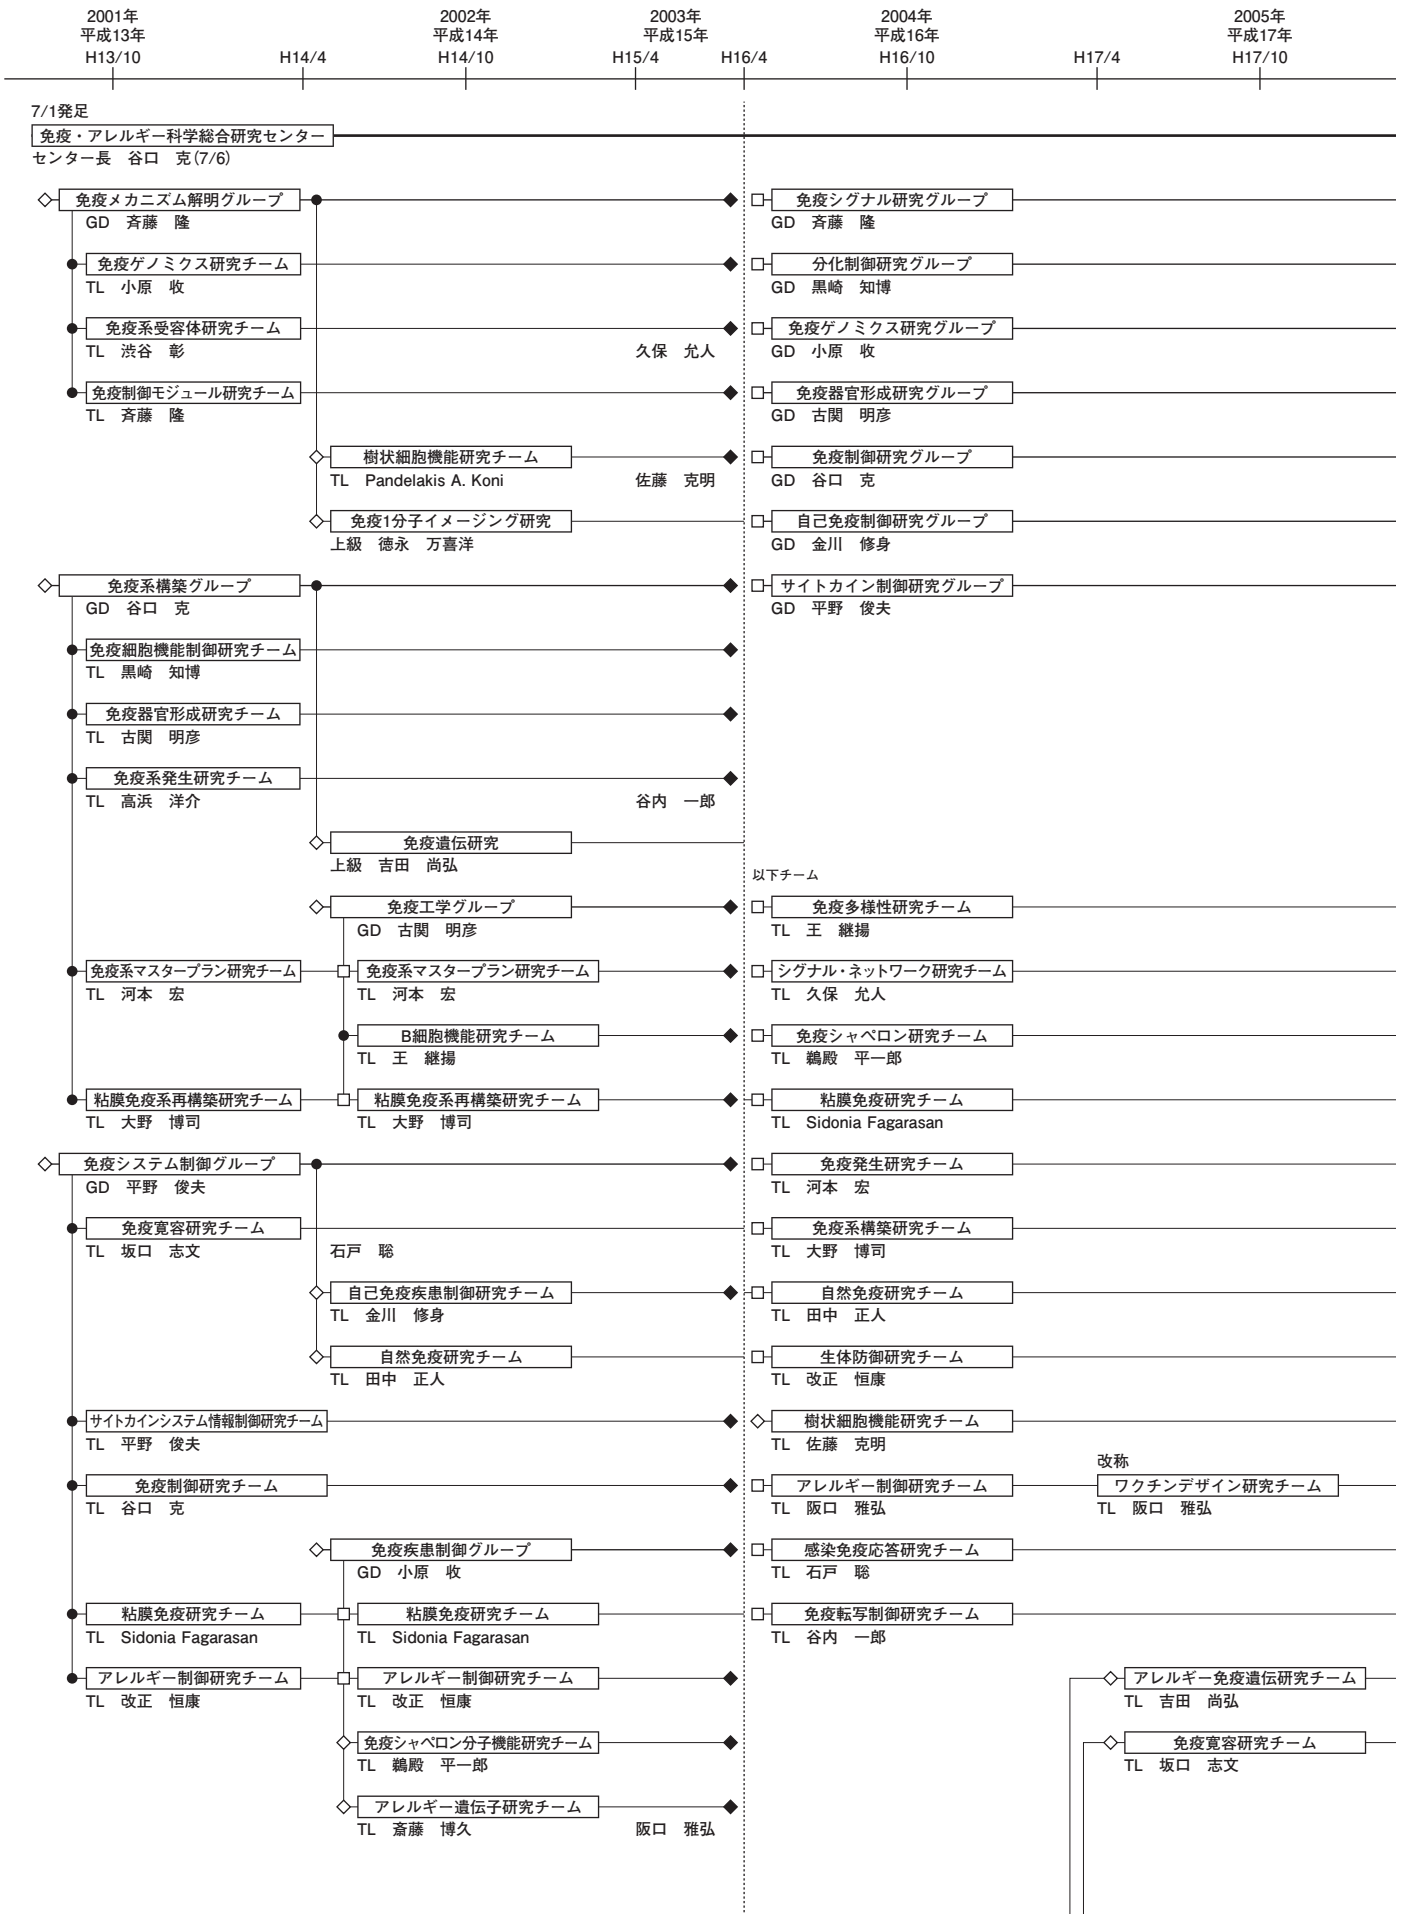 2001年 2002年 2003年 2004年 2005年
平成13年 平成14年 平成15年 平成16年 平成17年
H13/10 H14/4 H14/10 H15/4 H16/4 H16/10 H17/4 H17/10
7/1発足
免疫・アレルギー科学総合研究センター
センター長 谷口 克(7/6)
免疫メカニズム解明グループ 免疫シグナル研究グループ
GD 斉藤 隆 GD 斉藤 隆
免疫ゲノミクス研究チーム 分化制御研究グループ
TL 小原 收 GD 黒崎 知博
免疫系受容体研究チーム 免疫ゲノミクス研究グループ
TL 渋谷 彰 久保 允人 GD 小原 收
免疫制御モジュール研究チーム 免疫器官形成研究グループ
TL 斉藤 隆 GD 古関 明彦
樹状細胞機能研究チーム 免疫制御研究グループ
TL Pandelakis A. Koni 佐藤 克明 GD 谷口 克
免疫1分子イメージング研究 自己免疫制御研究グループ
上級 徳永 万喜洋 GD 金川 修身
免疫系構築グループ サイトカイン制御研究グループ
GD 谷口 克 GD 平野 俊夫
免疫細胞機能制御研究チーム
TL 黒崎 知博
免疫器官形成研究チーム
TL 古関 明彦
免疫系発生研究チーム
TL 高浜 洋介 谷内 一郎
免疫遺伝研究
上級 吉田 尚弘
以下チーム
免疫工学グループ 免疫多様性研究チーム
GD 古関 明彦 TL 王 継揚
免疫系マスタープラン研究チーム 免疫系マスタープラン研究チーム シグナル・ネットワーク研究チーム
TL 河本 宏 TL 河本 宏 TL 久保 允人
B細胞機能研究チーム 免疫シャペロン研究チーム
TL 王 継揚 TL 鵜殿 平一郎
粘膜免疫系再構築研究チーム 粘膜免疫系再構築研究チーム 粘膜免疫研究チーム
TL 大野 博司 TL 大野 博司 TL Sidonia Fagarasan
免疫システム制御グループ 免疫発生研究チーム
GD 平野 俊夫 TL 河本 宏
免疫寛容研究チーム 免疫系構築研究チーム
TL 坂口 志文 石戸 聡 TL 大野 博司
自己免疫疾患制御研究チーム 自然免疫研究チーム
TL 金川 修身 TL 田中 正人
自然免疫研究チーム 生体防御研究チーム
TL 田中 正人 TL 改正 恒康
サイトカインシステム情報制御研究チーム 樹状細胞機能研究チーム
TL 平野 俊夫 TL 佐藤 克明
改称
免疫制御研究チーム アレルギー制御研究チーム ワクチンデザイン研究チーム
TL 谷口 克 TL 阪口 雅弘 TL 阪口 雅弘
免疫疾患制御グループ 感染免疫応答研究チーム
GD 小原 收 TL 石戸 聡
粘膜免疫研究チーム 粘膜免疫研究チーム 免疫転写制御研究チーム
TL Sidonia Fagarasan TL Sidonia Fagarasan TL 谷内 一郎
アレルギー制御研究チーム アレルギー制御研究チーム アレルギー免疫遺伝研究チーム
TL 改正 恒康 TL 改正 恒康 TL 吉田 尚弘
免疫シャペロン分子機能研究チーム 免疫寛容研究チーム
TL 鵜殿 平一郎 TL 坂口 志文
アレルギー遺伝子研究チーム
TL 斎藤 博久 阪口 雅弘